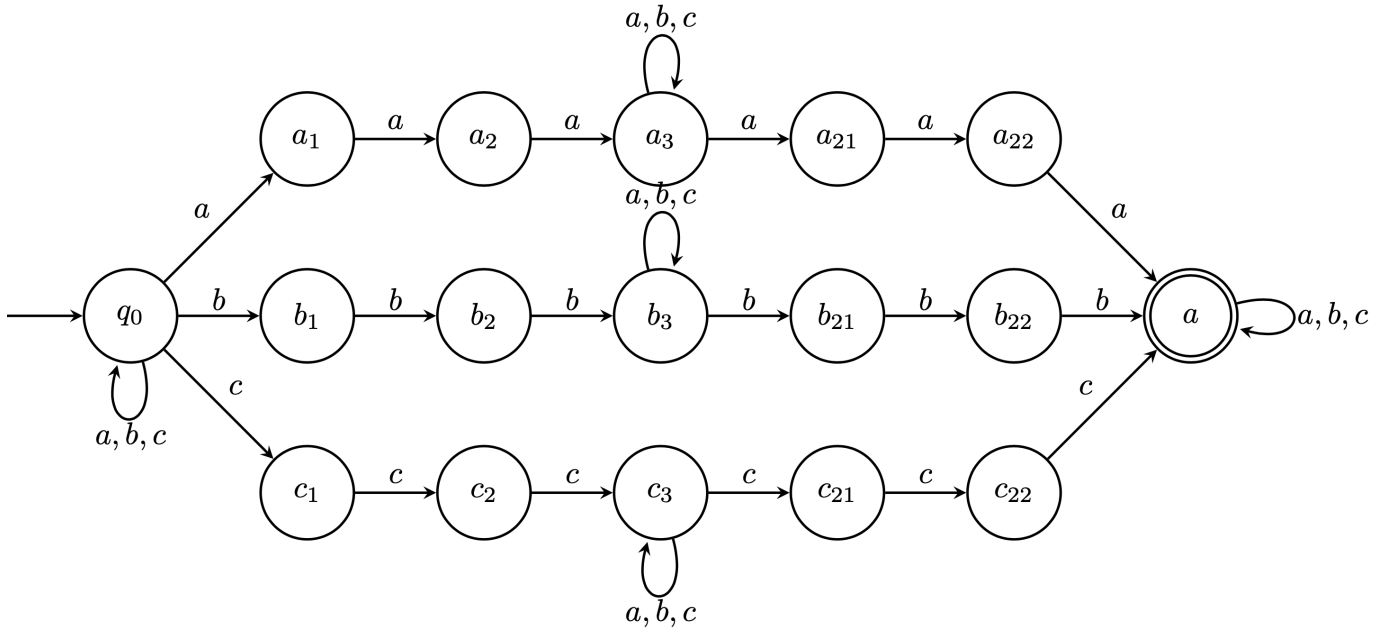 a, b, c
a₁ a a₂ a a₃ a a₂₁ a a₂₂
a, b, c
a a
q₀ b b₁ b b₂ b b₃ b b₂₁ b b₂₂ b a a, b, c
c c
a, b, c
c₁ c c₂ c c₃ c c₂₁ c c₂₂
a, b, c